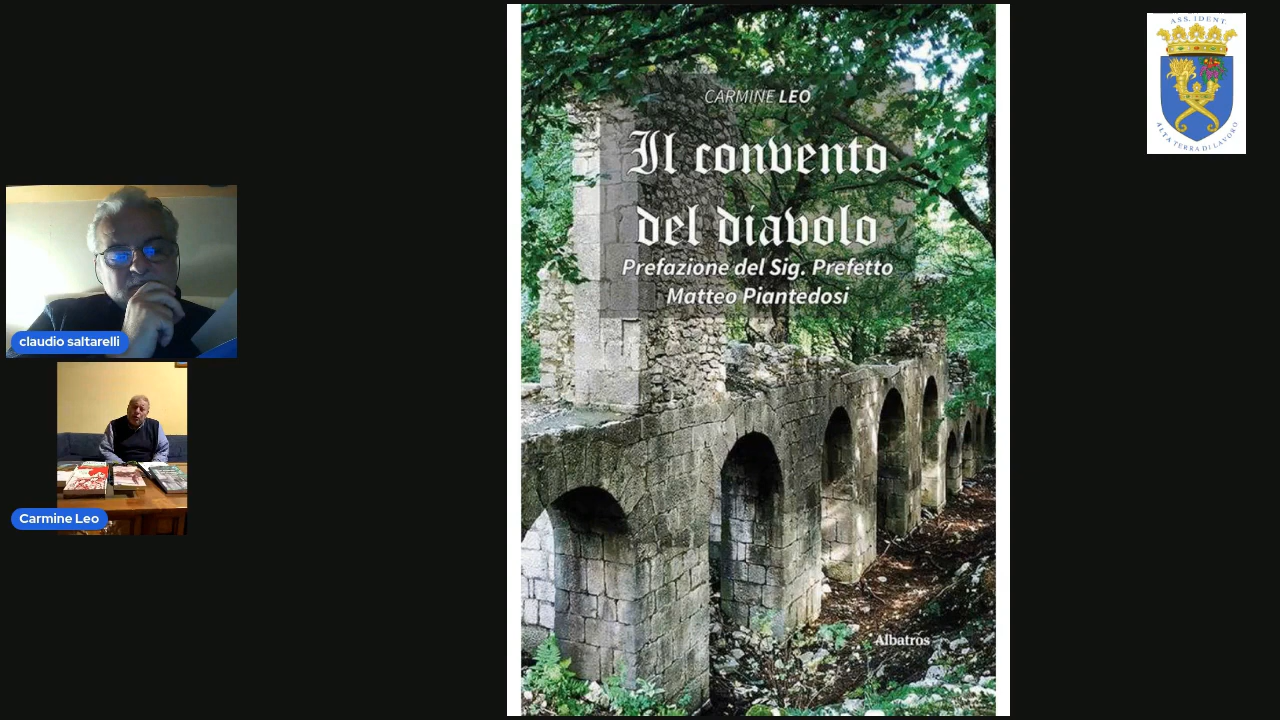 CARMINE LEO
Il convento
del diavolo
Prefazione del Sig. Prefetto
Matteo Piantedosi
Albatros
claudio saltarelli
Carmine Leo
ASS. IDENT.
ALTA TERRA DI LAVORO